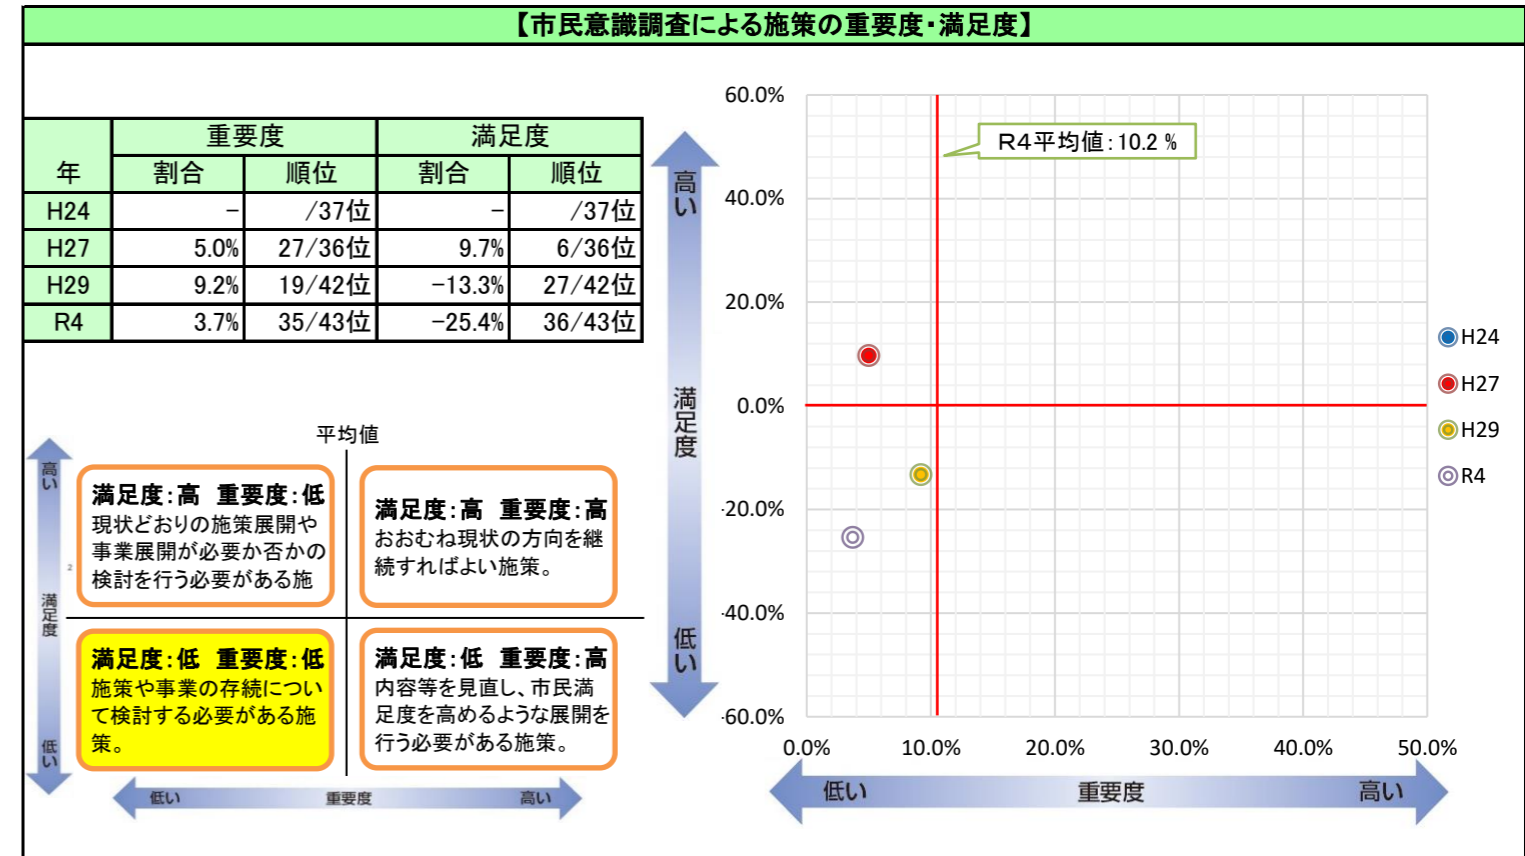 【市民意識調査による施策の重要度・満足度】
年 重要度 満足度
割合 順位 割合 順位
H24 － /37位 － /37位
H27 5.0% 27/36位 9.7% 6/36位
H29 9.2% 19/42位 −13.3% 27/42位
R4 3.7% 35/43位 −25.4% 36/43位
平均値
高い
満足度
低い
2
満足度：高 重要度：低
現状どおりの施策展開や
事業展開が必要か否かの
検討を行う必要がある施
満足度：高 重要度：高
おおむね現状の方向を継
続すればよい施策。
満足度：低 重要度：低
施策や事業の存続につい
て検討する必要がある施
策。
満足度：低 重要度：高
内容等を見直し、市民満
足度を高めるような展開を
行う必要がある施策。
低い 重要度 高い
高い
満足度
低い
60.0%
40.0%
20.0%
0.0%
-20.0%
-40.0%
-60.0%
R4平均値：10.2 %
0.0% 10.0% 20.0% 30.0% 40.0% 50.0%
低い 重要度 高い
H24
H27
H29
R4